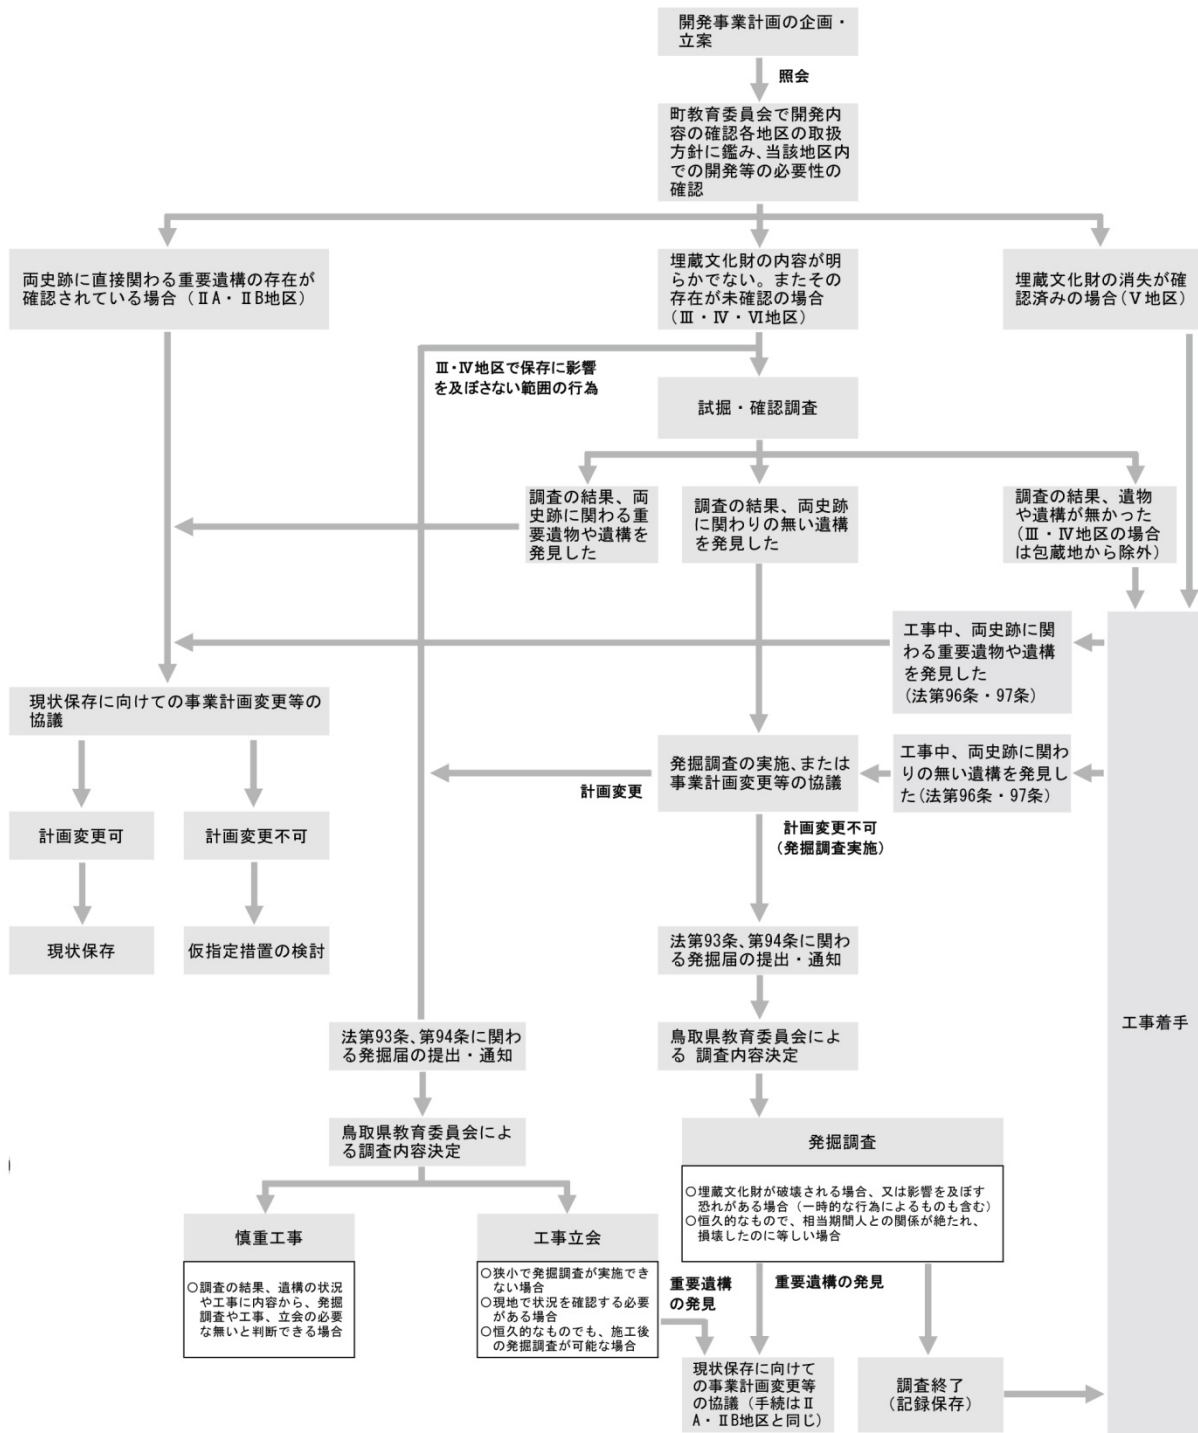 開発事業計画の企画・
立案
照会
町教育委員会で開発内
容の確認各地区の取扱
方針に鑑み、当該地区内
での開発等の必要性の
確認
両史跡に直接関わる重要遺構の存在が
確認されている場合（ⅡA・ⅡB地区）
埋蔵文化財の内容が明
らかでない。またその
存在が未確認の場合
（Ⅲ・Ⅳ・Ⅵ地区）
埋蔵文化財の消失が確
認済みの場合（Ⅴ地区）
Ⅲ・Ⅳ地区で保存に影響
を及ぼさない範囲の行為
試掘・確認調査
調査の結果、両
史跡に関わる重
要遺物や遺構を
発見した
調査の結果、両史跡
に関わりの無い遺構
を発見した
調査の結果、遺物
や遺構が無かった
（Ⅲ・Ⅳ地区の場合
は包蔵地から除外）
工事中、両史跡に関
わる重要遺物や遺構
を発見した
（法第96条・97条）
現状保存に向けての事業計画変更等の
協議
発掘調査の実施、または
事業計画変更等の協議
工事中、両史跡に関わ
りの無い遺構を発見し
た（法第96条・97条）
計画変更
計画変更不可
（発掘調査実施）
計画変更可
計画変更不可
現状保存
仮指定措置の検討
法第93条、第94条に関わ
る発掘届の提出・通知
工事着手
法第93条、第94条に関わ
る発掘届の提出・通知
鳥取県教育委員会によ
る 調査内容決定
鳥取県教育委員会によ
る調査内容決定
発掘調査
○埋蔵文化財が破壊される場合、又は影響を及ぼす
恐れがある場合（一時的な行為によるものも含む）
○恒久的なもので、相当期間人との関係が絶たれ、
損壊したのに等しい場合
慎重工事
○調査の結果、遺構の状況
や工事に内容から、発掘
調査や工事、立会の必要
な無いと判断できる場合
工事立会
○狭小で発掘調査が実施でき
ない場合
○現地で状況を確認する必要
がある場合
○恒久的なものでも、施工後
の発掘調査が可能な場合
重要遺構
の発見
重要遺構の発見
現状保存に向けて
の事業計画変更等
の協議（手続はⅡ
A・ⅡB地区と同じ）
調査終了
（記録保存）